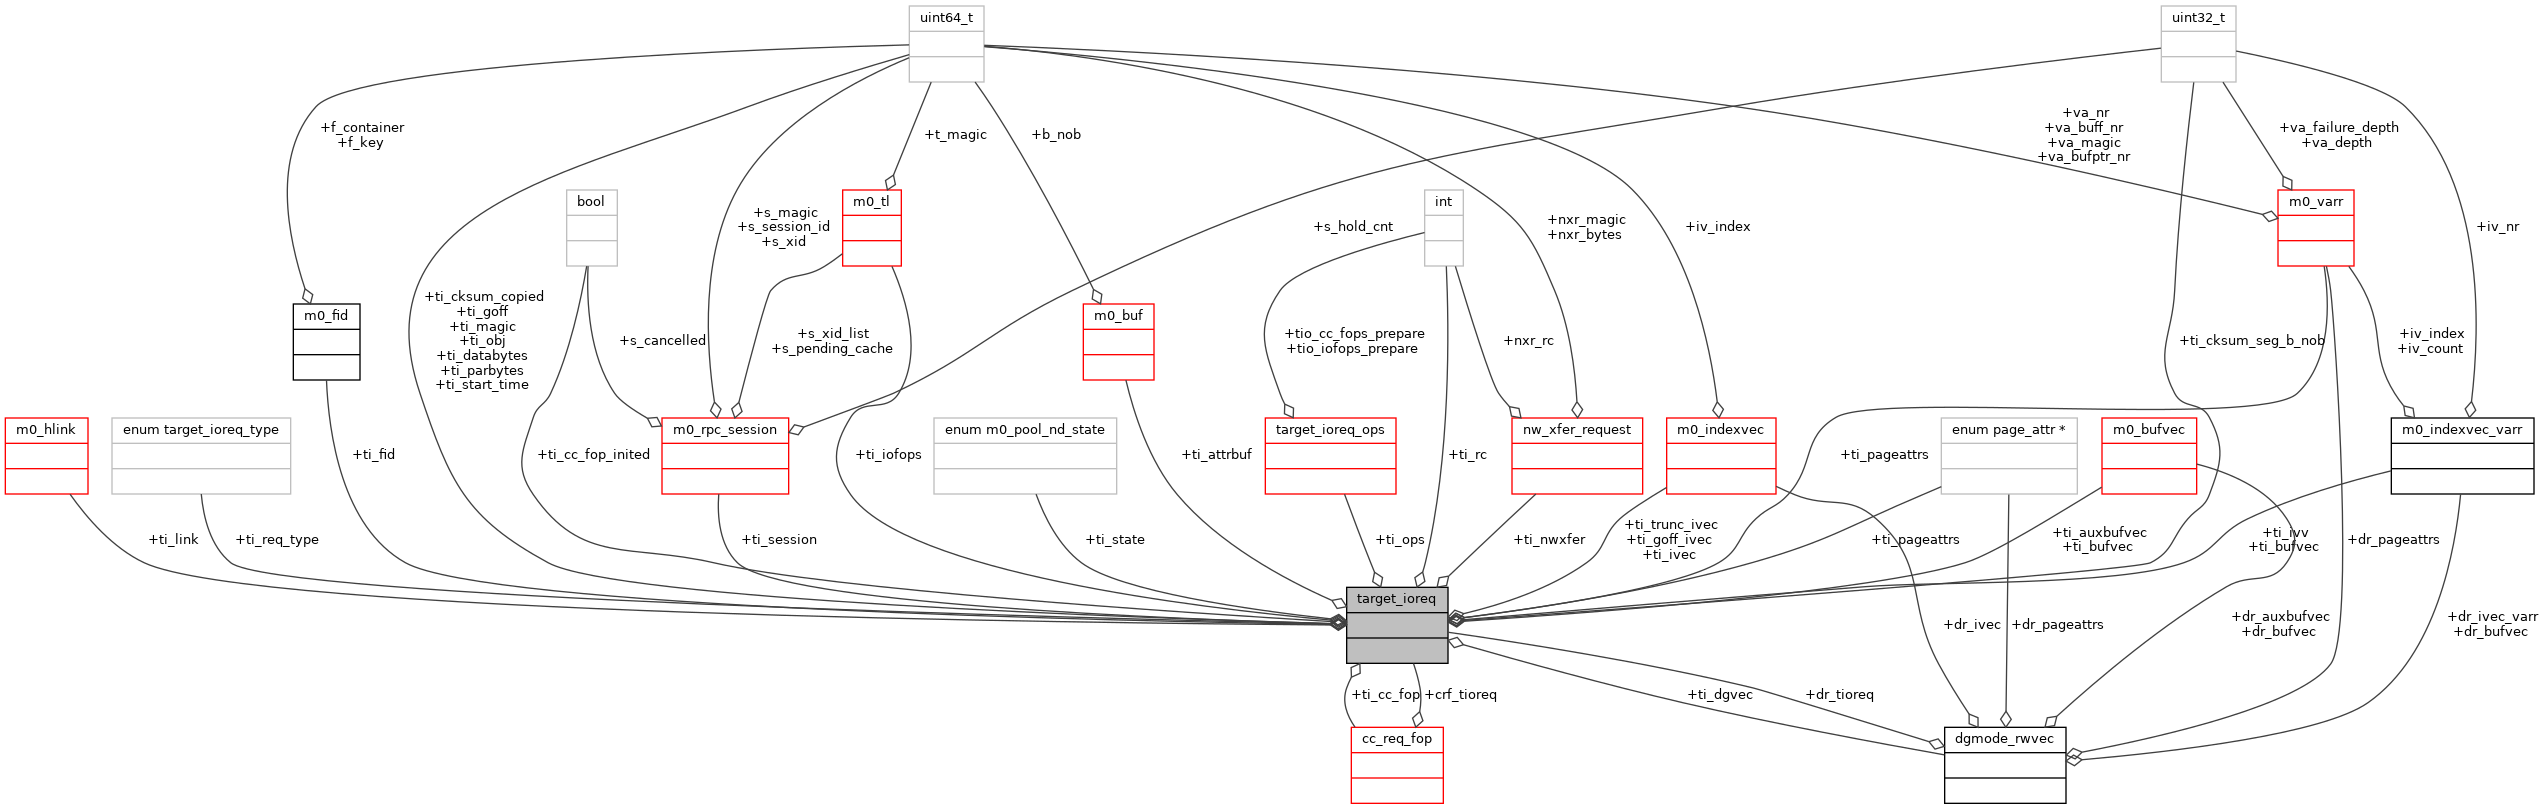 uint64_t
uint32_t
+f_container
+f_key
+t_magic
+b_nob
+va_nr
+va_buff_nr
+va_magic
+va_bufptr_nr
+va_failure_depth
+va_depth
bool
m0_tl
int
m0_varr
+s_magic
+s_session_id
+s_xid
+s_hold_cnt
+nxr_magic
+nxr_bytes
+iv_index
+iv_nr
m0_fid
m0_buf
+ti_cksum_copied
+ti_goff
+ti_magic
+ti_obj
+ti_databytes
+ti_parbytes
+ti_start_time
+s_cancelled
+s_xid_list
+s_pending_cache
+tio_cc_fops_prepare
+tio_iofops_prepare
+nxr_rc
+ti_cksum_seg_b_nob
+iv_index
+iv_count
m0_hlink
enum target_ioreq_type
m0_rpc_session
enum m0_pool_nd_state
target_ioreq_ops
nw_xfer_request
m0_indexvec
enum page_attr *
m0_bufvec
m0_indexvec_varr
+ti_fid
+ti_cc_fop_inited
+ti_iofops
+ti_attrbuf
+ti_rc
+ti_pageattrs
+ti_link
+ti_req_type
+ti_session
+ti_state
+ti_ops
+ti_nwxfer
+ti_trunc_ivec
+ti_goff_ivec
+ti_ivec
+ti_pageattrs
+ti_auxbufvec
+ti_bufvec
+ti_ivv
+ti_bufvec
+dr_pageattrs
target_ioreq
+dr_ivec
+dr_pageattrs
+dr_auxbufvec
+dr_bufvec
+dr_ivec_varr
+dr_bufvec
+ti_cc_fop
+crf_tioreq
+ti_dgvec
+dr_tioreq
cc_req_fop
dgmode_rwvec